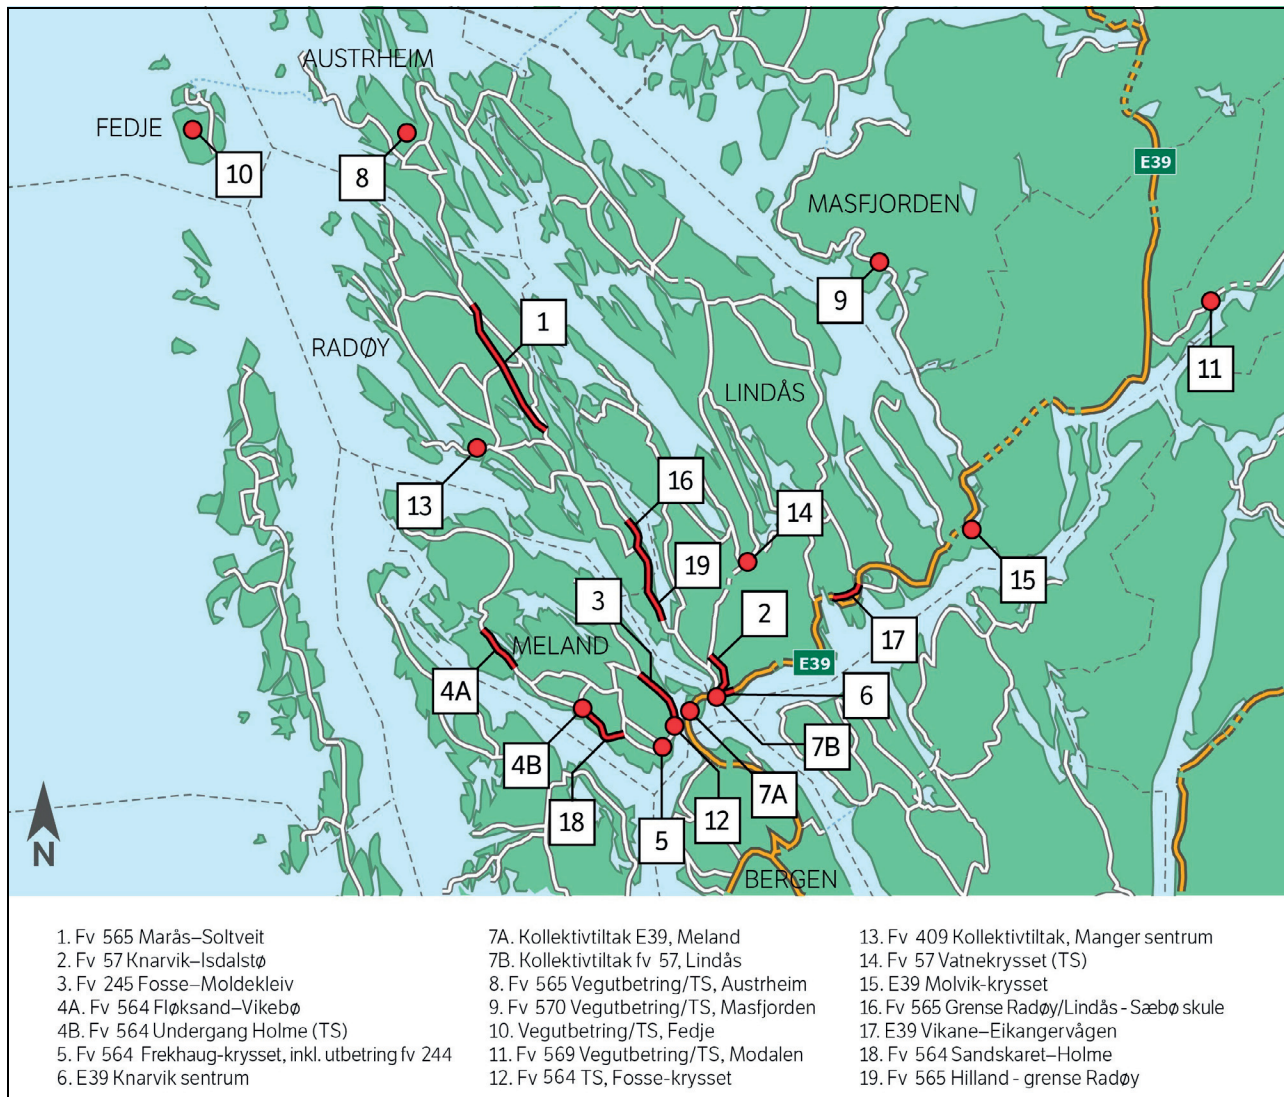 AUSTRHEIM
FEDJE
10
8
E39
MASFJORDEN
9
11
1
RADØY
LINDÅS
13
16
14
19
15
3
2
17
MELAND
E39
4A
6
4B
7B
18
5
12
7A
N
BERGEN
1. Fv 565 Marås–Soltveit
2. Fv 57 Knarvik–Isdalstø
3. Fv 245 Fosse–Moldekleiv
4A. Fv 564 Fløksand–Vikebø
4B. Fv 564 Undergang Holme (TS)
5. Fv 564 Frekhaug-krysset, inkl. utbetring fv 244
6. E39 Knarvik sentrum
7A. Kollektivtiltak E39, Meland
7B. Kollektivtiltak fv 57, Lindås
8. Fv 565 Vegutbetring/TS, Austrheim
9. Fv 570 Vegutbetring/TS, Masfjorden
10. Vegutbetring/TS, Fedje
11. Fv 569 Vegutbetring/TS, Modalen
12. Fv 564 TS, Fosse-krysset
13. Fv 409 Kollektivtiltak, Manger sentrum
14. Fv 57 Vatnekrysset (TS)
15. E39 Molvik-krysset
16. Fv 565 Grense Radøy/Lindås - Sæbø skule
17. E39 Vikane–Eikangervågen
18. Fv 564 Sandskaret–Holme
19. Fv 565 Hilland - grense Radøy